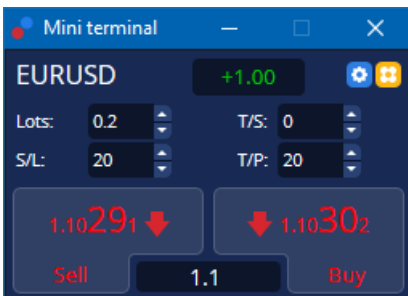 Mini terminal
EURUSD +1.00
Lots: 0.2 T/S: 0
S/L: 20 T/P: 20
1.10291 1.10302
Sell 1.1 Buy